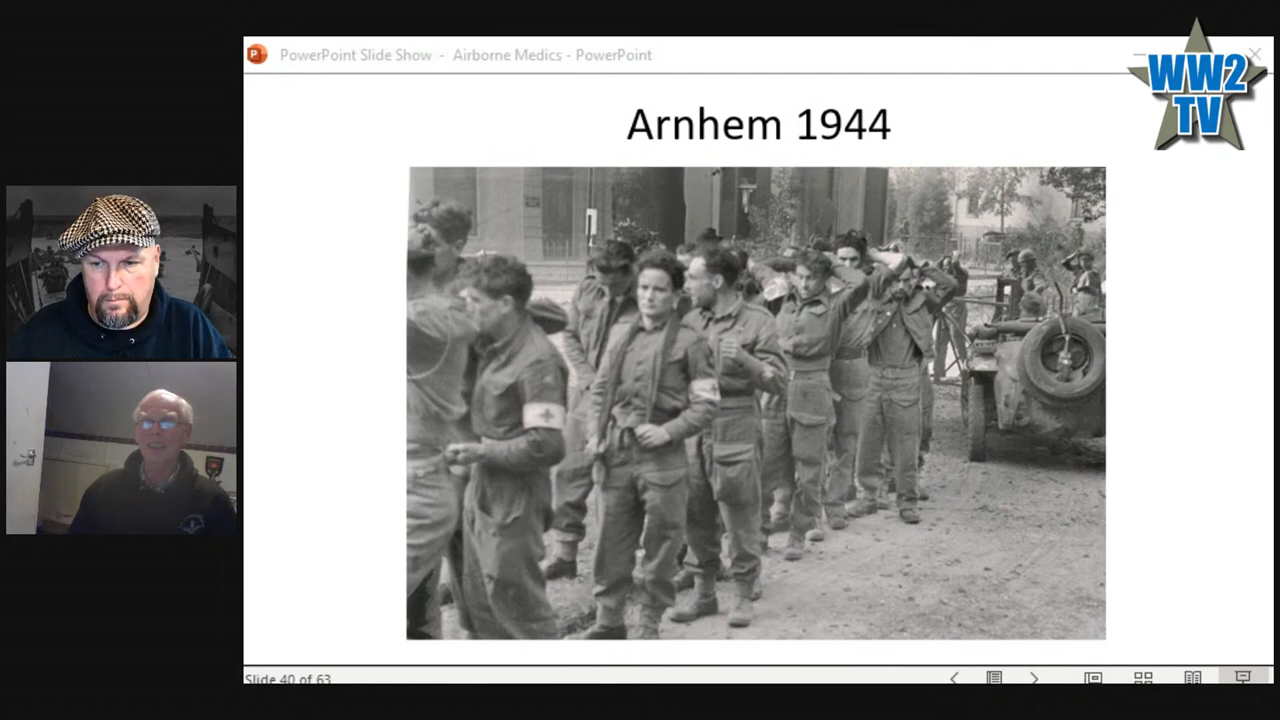 PowerPoint Slide Show - Airborne Medics - PowerPoint
WW2
TV
Arnhem 1944
Slide 40 of 63